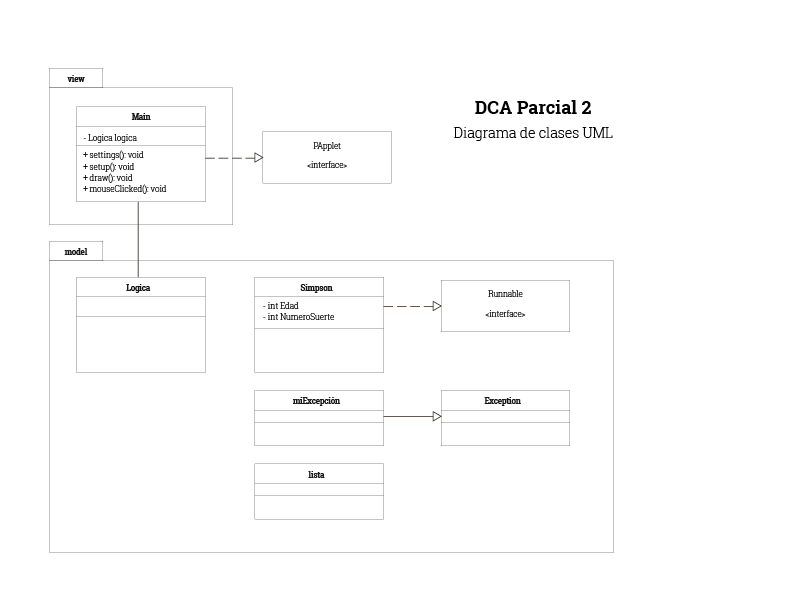 view
Main
- Logica logica
+ settings(): void
+ setup(): void
+ draw(): void
+ mouseClicked(): void
PApplet
<interface>
DCA Parcial 2
Diagrama de clases UML
model
Logica
Simpson
- int Edad
- int NumeroSuerte
Runnable
<interface>
miExcepción
Exception
lista